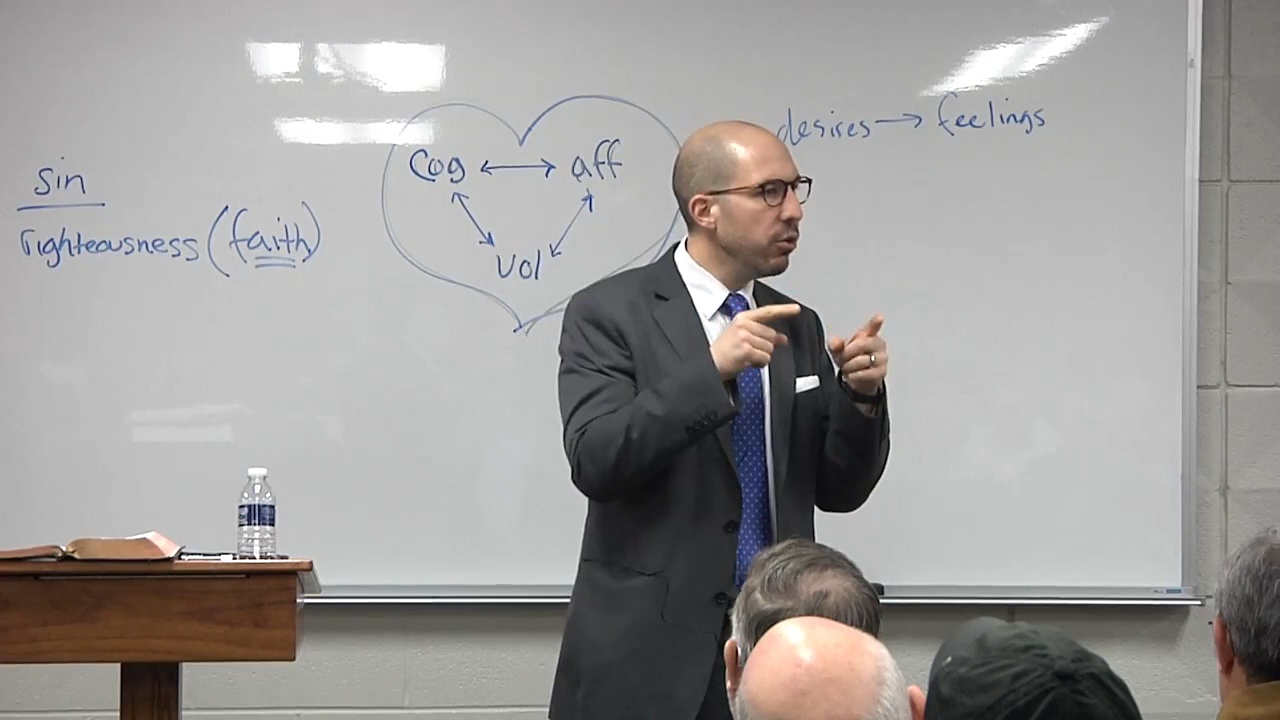 sin
righteousness (faith)
Cog ↔ aff
vol
desires → feelings